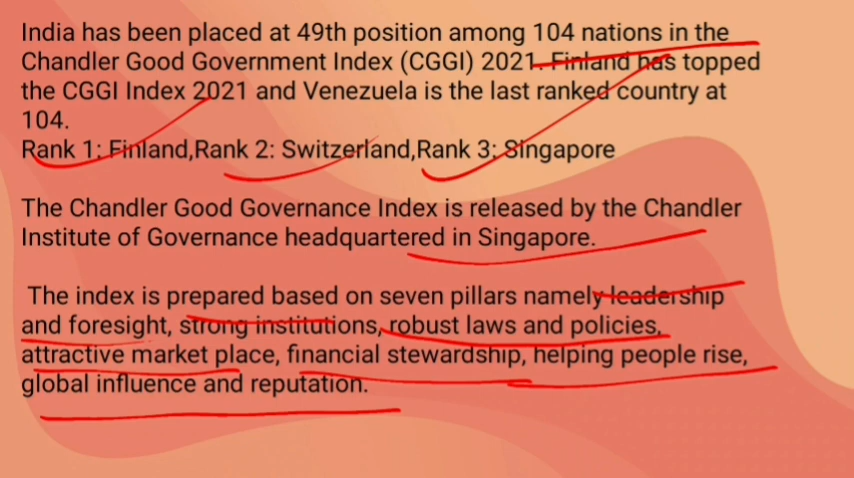 India has been placed at 49th position among 104 nations in the
Chandler Good Government Index (CGGI) 2021. Finland has topped
the CGGI Index 2021 and Venezuela is the last ranked country at
104.
Rank 1: Finland,Rank 2: Switzerland,Rank 3: Singapore
The Chandler Good Governance Index is released by the Chandler
Institute of Governance headquartered in Singapore.
The index is prepared based on seven pillars namely leadership
and foresight, strong institutions, robust laws and policies,
attractive market place, financial stewardship, helping people rise,
global influence and reputation.